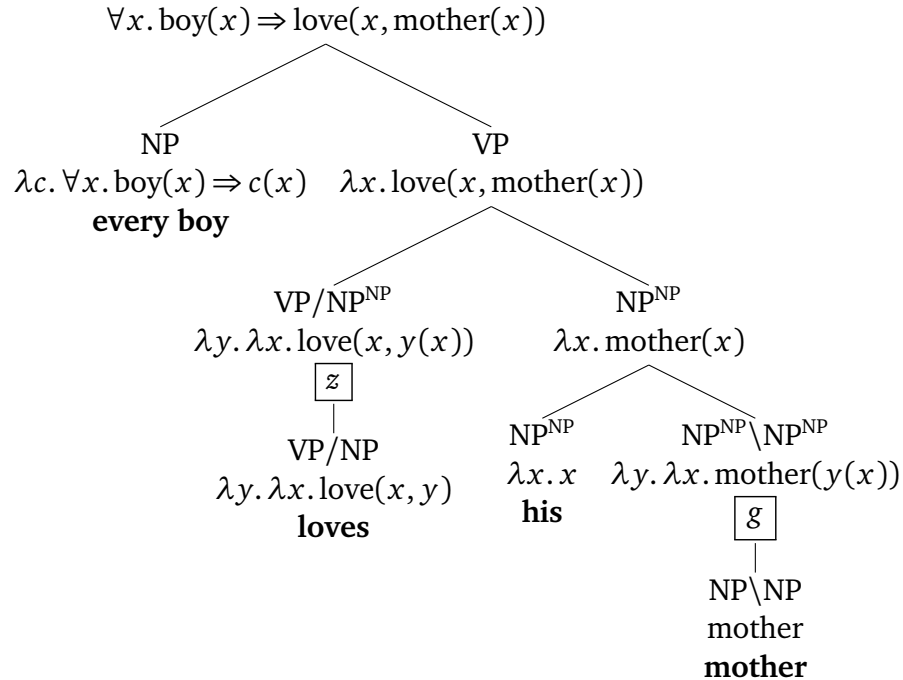 ∀x. boy(x) ⇒ love(x, mother(x))
NP VP
λc. ∀x. boy(x) ⇒ c(x) λx. love(x, mother(x))
every boy
VP/NP^NP NP^NP
λy. λx. love(x, y(x)) λx. mother(x)
z
VP/NP NP^NP NP^NP\NP^NP
λy. λx. love(x, y) λx. x λy. λx. mother(y(x))
loves his g
NP\NP
mother
mother